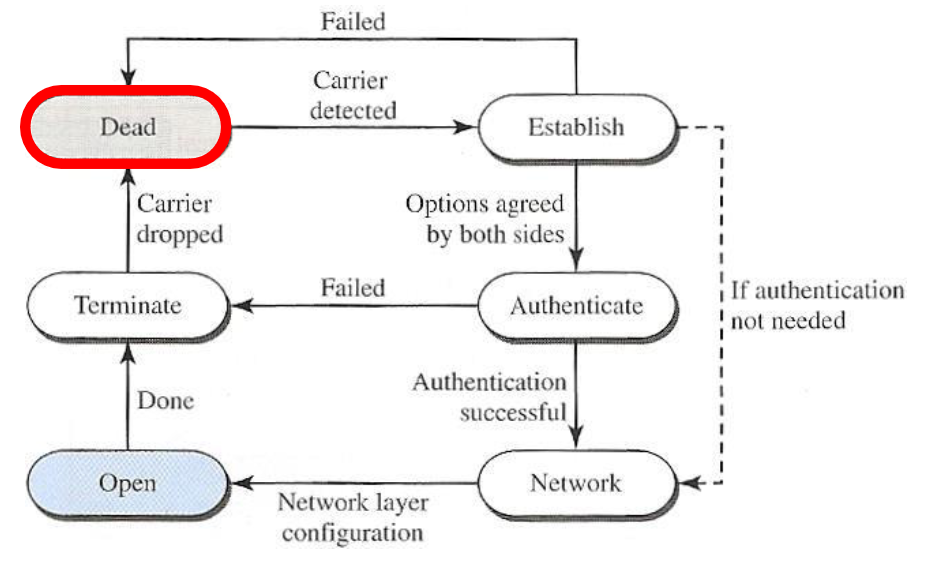 Failed
Carrier
detected
Dead
Establish
Carrier
dropped
Options agreed
by both sides
Terminate
Failed
Authenticate
If authentication
not needed
Done
Authentication
successful
Open
Network
Network layer
configuration